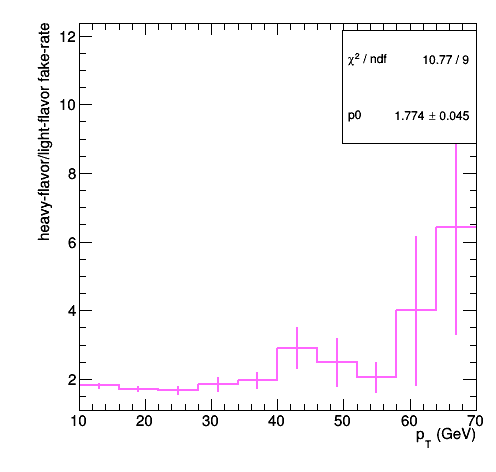 heavy-flavor/light-flavor fake-rate
χ² / ndf 10.77 / 9
p0 1.774 ± 0.045
12
10
8
6
4
2
10 20 30 40 50 60 70
p_T (GeV)